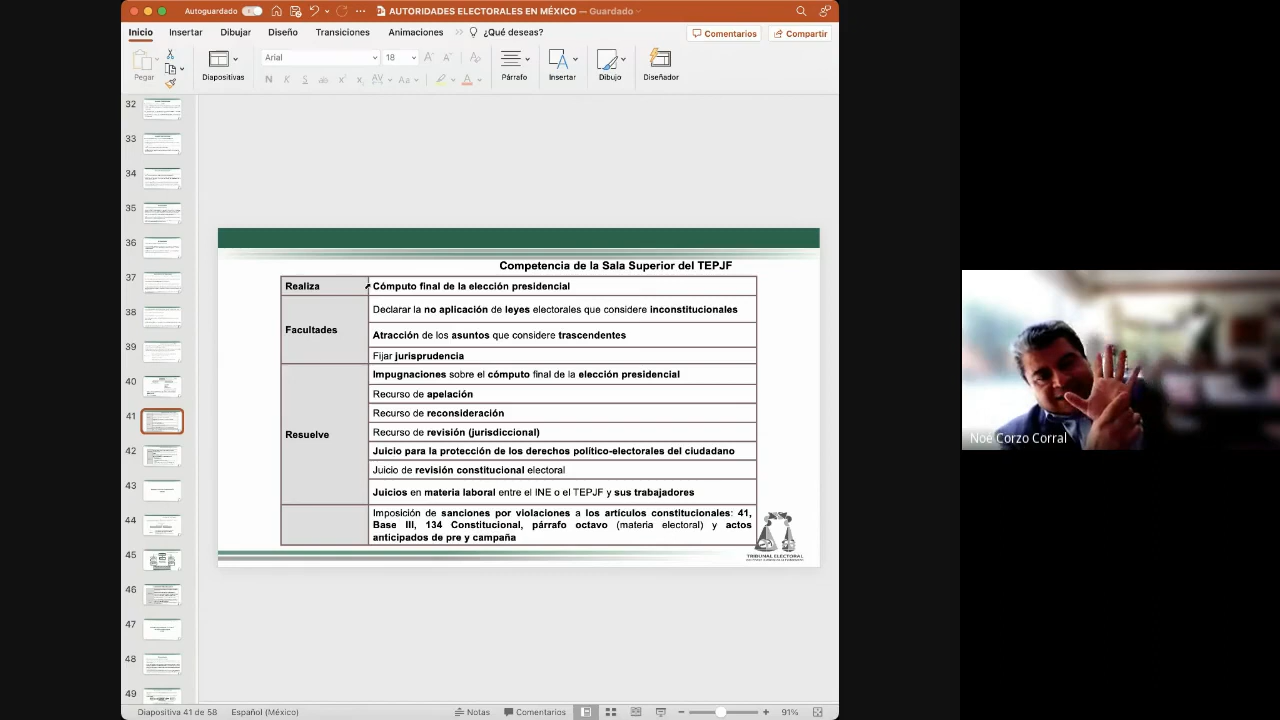 Autoguardado
AUTORIDADES ELECTORALES EN MÉXICO — Guardado
Inicio
Insertar
Dibujar
Diseño
Transiciones
Animaciones
¿Qué deseas?
Comentarios
Compartir
Pegar
Diapositivas
Arial
18
N K S ab x² x₂ AV Aa A
Párrafo
Insertar
Dibujo
Diseñador
32
33
34
35
36
37
38
39
40
41
42
43
44
45
46
47
48
49
Competencia de la Sala Superior del TEPJF
Realiza
Cómputo final de la elección presidencial
Facultades
Declarar la no aplicación de leyes electorales que considere inconstitucionales
Atracción de los asuntos que considere trascendentes
Fijar jurisprudencia
Resuelve
Impugnaciones sobre el cómputo final de la elección presidencial
Recurso de apelación
Recurso de reconsideración
Recurso de revisión (jurisdiccional)
Juicio para la protección de los derechos político-electorales del ciudadano
Juicio de revisión constitucional electoral
Juicios en materia laboral entre el INE o el TEPJF y sus trabajadores
Imposición de sanciones por violaciones a los artículos constitucionales: 41,
Base III, 134 Constitucional, párrafo octavo (materia electoral) y actos
anticipados de pre y campaña
TRIBUNAL ELECTORAL
Noé Corzo Corral
Diapositiva 41 de 58
Español (México)
Notas
Comentarios
91%